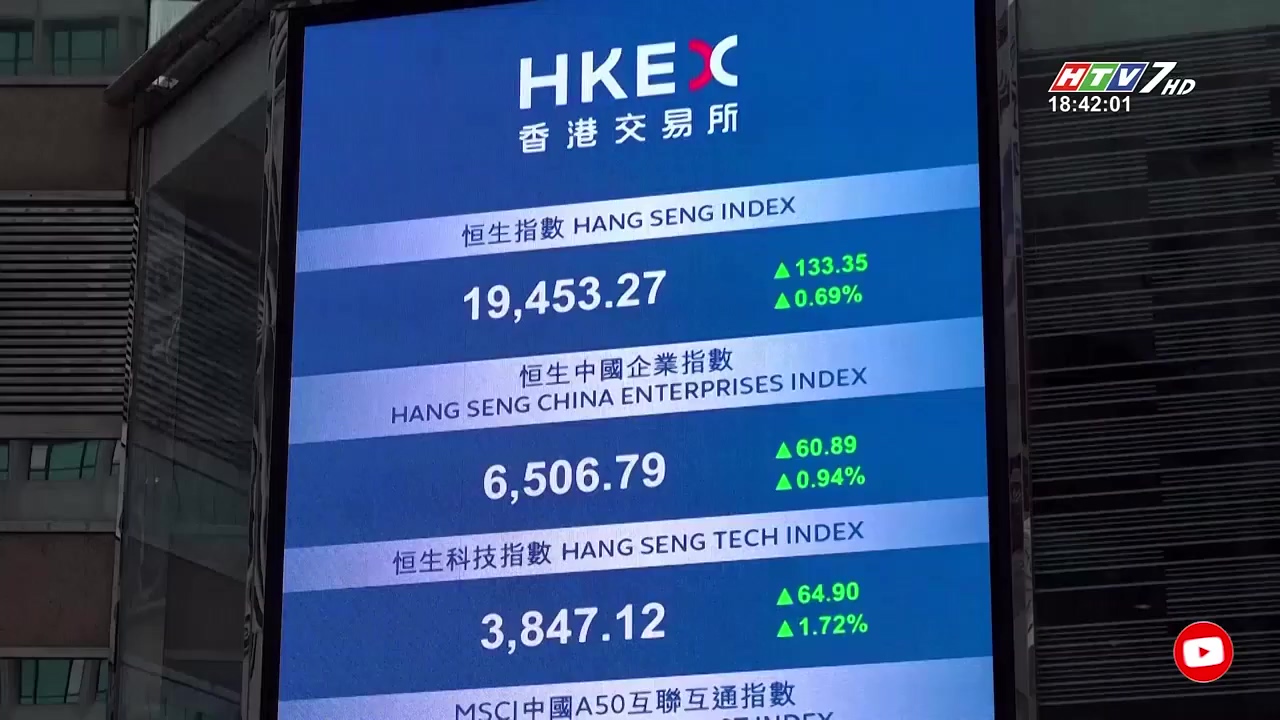 HKEX
香港交易所
HTV7 HD
18:42:01
恒生指數 HANG SENG INDEX
19,453.27
▲133.35
▲0.69%
恒生中國企業指數
HANG SENG CHINA ENTERPRISES INDEX
6,506.79
▲60.89
▲0.94%
恒生科技指數 HANG SENG TECH INDEX
3,847.12
▲64.90
▲1.72%
MSCI中國A50互聯互通指數
INDEX